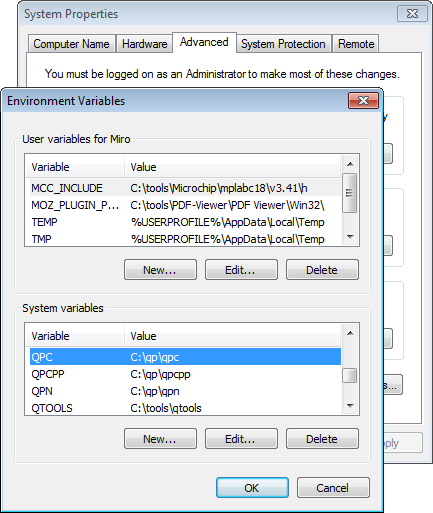 System Properties
Computer Name Hardware Advanced System Protection Remote
You must be logged on as an Administrator to make most of these changes.
Environment Variables
User variables for Miro
Variable Value
MCC_INCLUDE C:\tools\Microchip\mplabc18\v3.41\h
MOZ_PLUGIN_P... C:\tools\PDF-Viewer\PDF Viewer\Win32\
TEMP %USERPROFILE%\AppData\Local\Temp
TMP %USERPROFILE%\AppData\Local\Temp
New... Edit... Delete
System variables
Variable Value
QPC C:\qp\qpc
QPCPP C:\qp\qpcpp
QPN C:\qp\qpn
QTOOLS C:\tools\qtools
New... Edit... Delete
OK Cancel